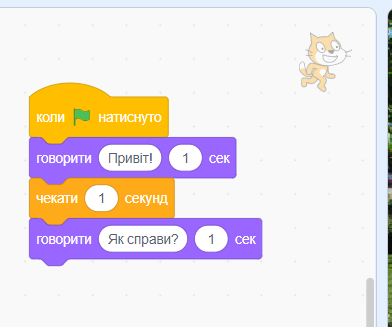 коли натиснуто
говорити Привіт! 1 сек
чекати 1 секунд
говорити Як справи? 1 сек